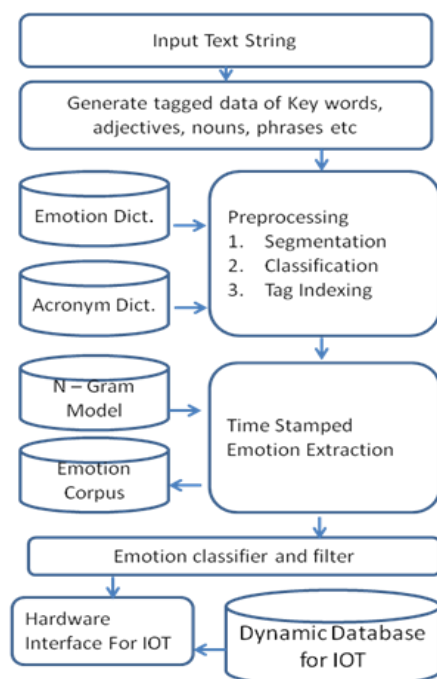 Input Text String
Generate tagged data of Key words,
adjectives, nouns, phrases etc
Emotion Dict.
Acronym Dict.
Preprocessing
1. Segmentation
2. Classification
3. Tag Indexing
N – Gram
Model
Emotion
Corpus
Time Stamped
Emotion Extraction
Emotion classifier and filter
Hardware
Interface For IOT
Dynamic Database
for IOT